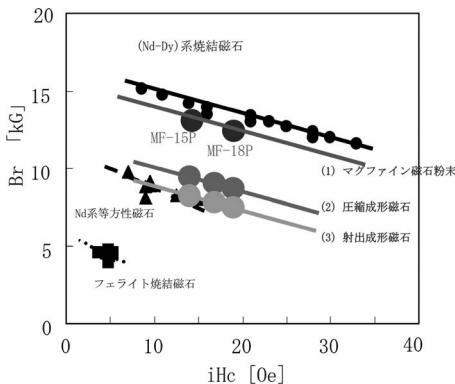 20
(Nd-Dy)系焼結磁石
15
MF-15P
MF-18P
(1) マグファイン磁石粉末
Br「kG]
10
(2) 圧縮成形磁石
Nd系等方性磁石
(3) 射出成形磁石
5
フェライト焼結磁石
0
0 10 20 30 40
iHc [Oe]